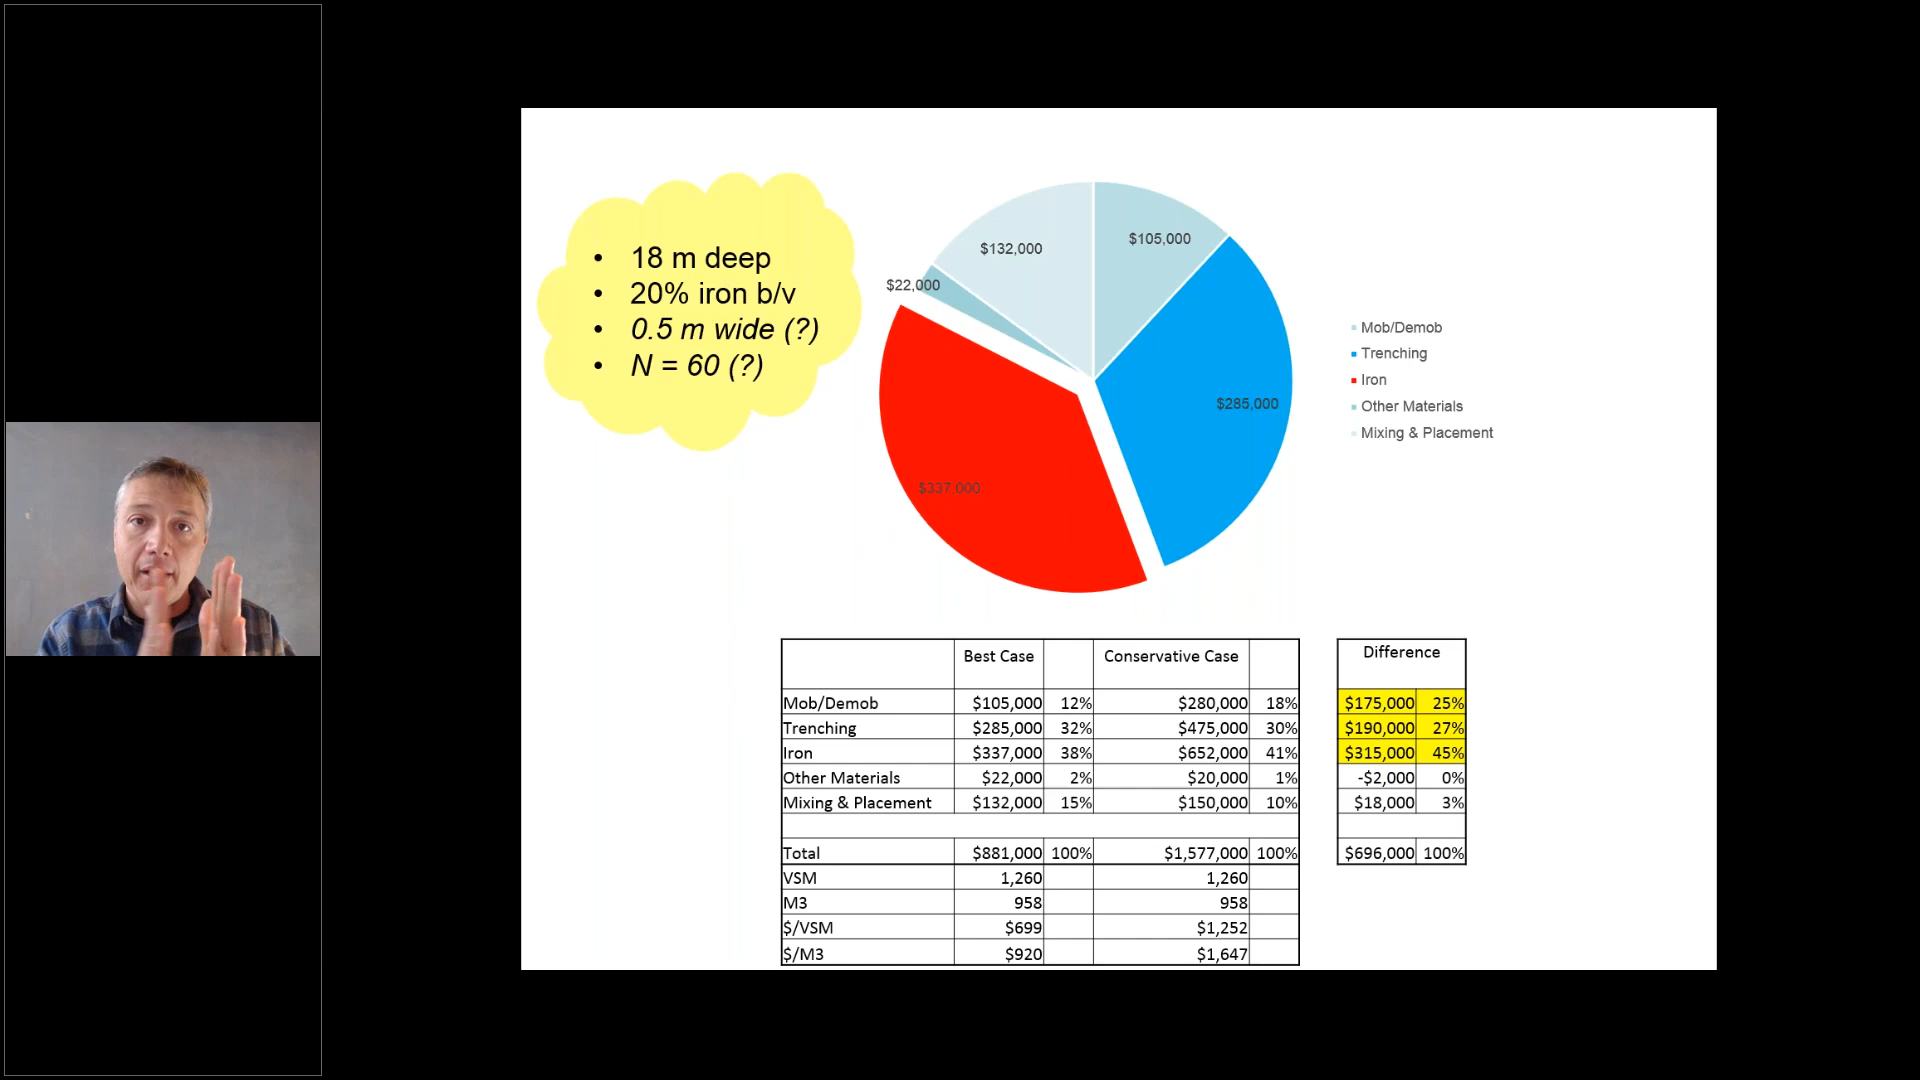 • 18 m deep
• 20% iron b/v
• 0.5 m wide (?)
• N = 60 (?)
$132,000
$105,000
$22,000
$285,000
$337,000
Mob/Demob
Trenching
Iron
Other Materials
Mixing & Placement
Best Case Conservative Case Difference
Mob/Demob $105,000 12% $280,000 18% $175,000 25%
Trenching $285,000 32% $475,000 30% $190,000 27%
Iron $337,000 38% $652,000 41% $315,000 45%
Other Materials $22,000 2% $20,000 1% -$2,000 0%
Mixing & Placement $132,000 15% $150,000 10% $18,000 3%
Total $881,000 100% $1,577,000 100% $696,000 100%
VSM 1,260 1,260
M3 958 958
$/VSM $699 $1,252
$/M3 $920 $1,647